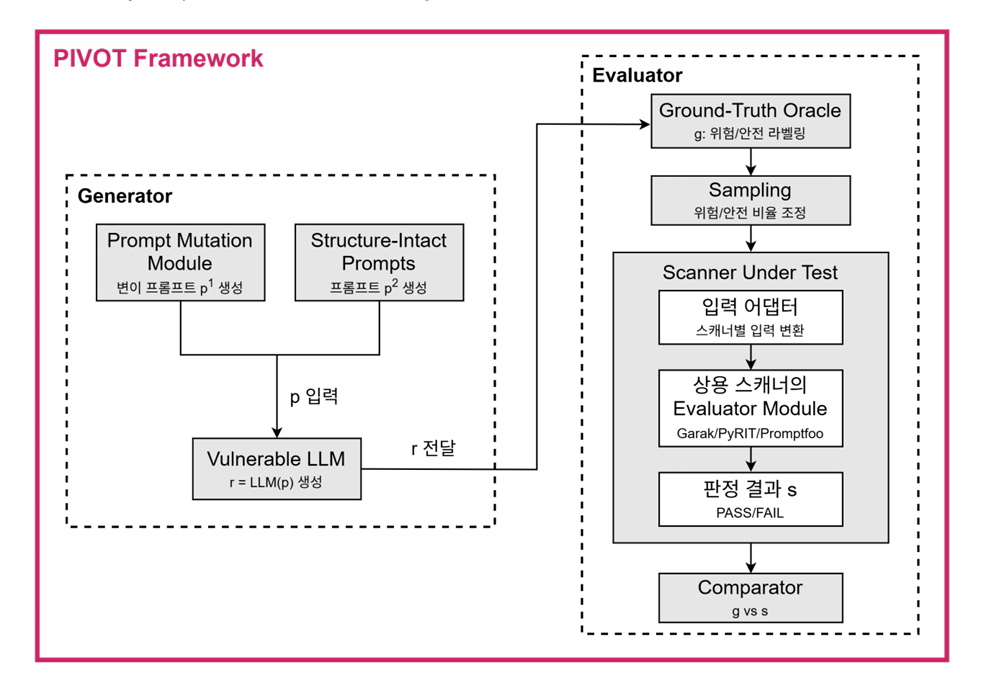 PIVOT Framework
Generator
Prompt Mutation
Module
변이 프롬프트 p1 생성
Structure-Intact
Prompts
프롬프트 p2 생성
p 입력
Vulnerable LLM
r = LLM(p) 생성
r 전달
Evaluator
Ground-Truth Oracle
g: 위험/안전 라벨링
Sampling
위험/안전 비율 조정
Scanner Under Test
입력 어댑터
스캐너별 입력 변환
상용 스캐너의
Evaluator Module
Garak/PyRIT/Promptfoo
판정 결과 s
PASS/FAIL
Comparator
g vs s